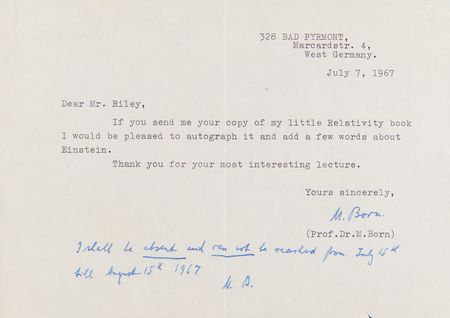 328 BAD PYRMONT,
Marcardstr. 4,
West Germany.
July 7, 1967
Dear Mr. Riley,
If you send me your copy of my little Relativity book
I would be pleased to autograph it and add a few words about
Einstein.
Thank you for your most interesting lecture.
Yours sincerely,
M. Born.
(Prof.Dr.M.Born)
I shall be absent and can not be reached from July 15th
till August 15th 1967.
M. B.